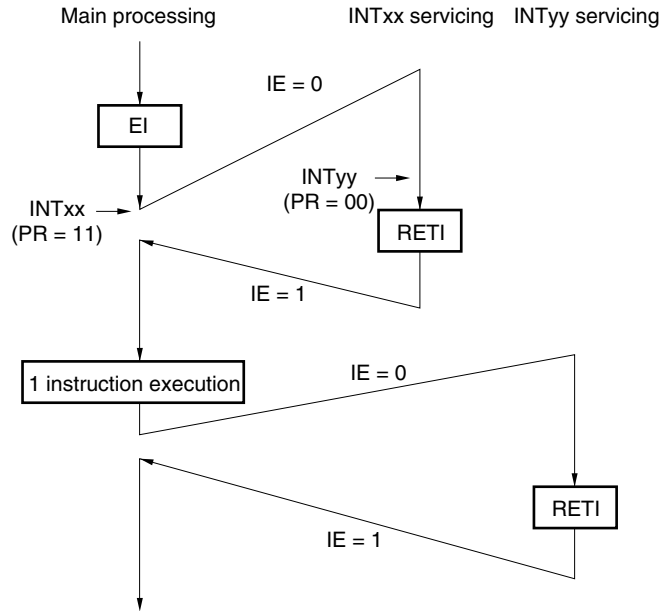 Main processing INTxx servicing INTyy servicing
IE = 0
EI
INTyy
(PR = 00)
INTxx
(PR = 11)
RETI
IE = 1
1 instruction execution
IE = 0
RETI
IE = 1